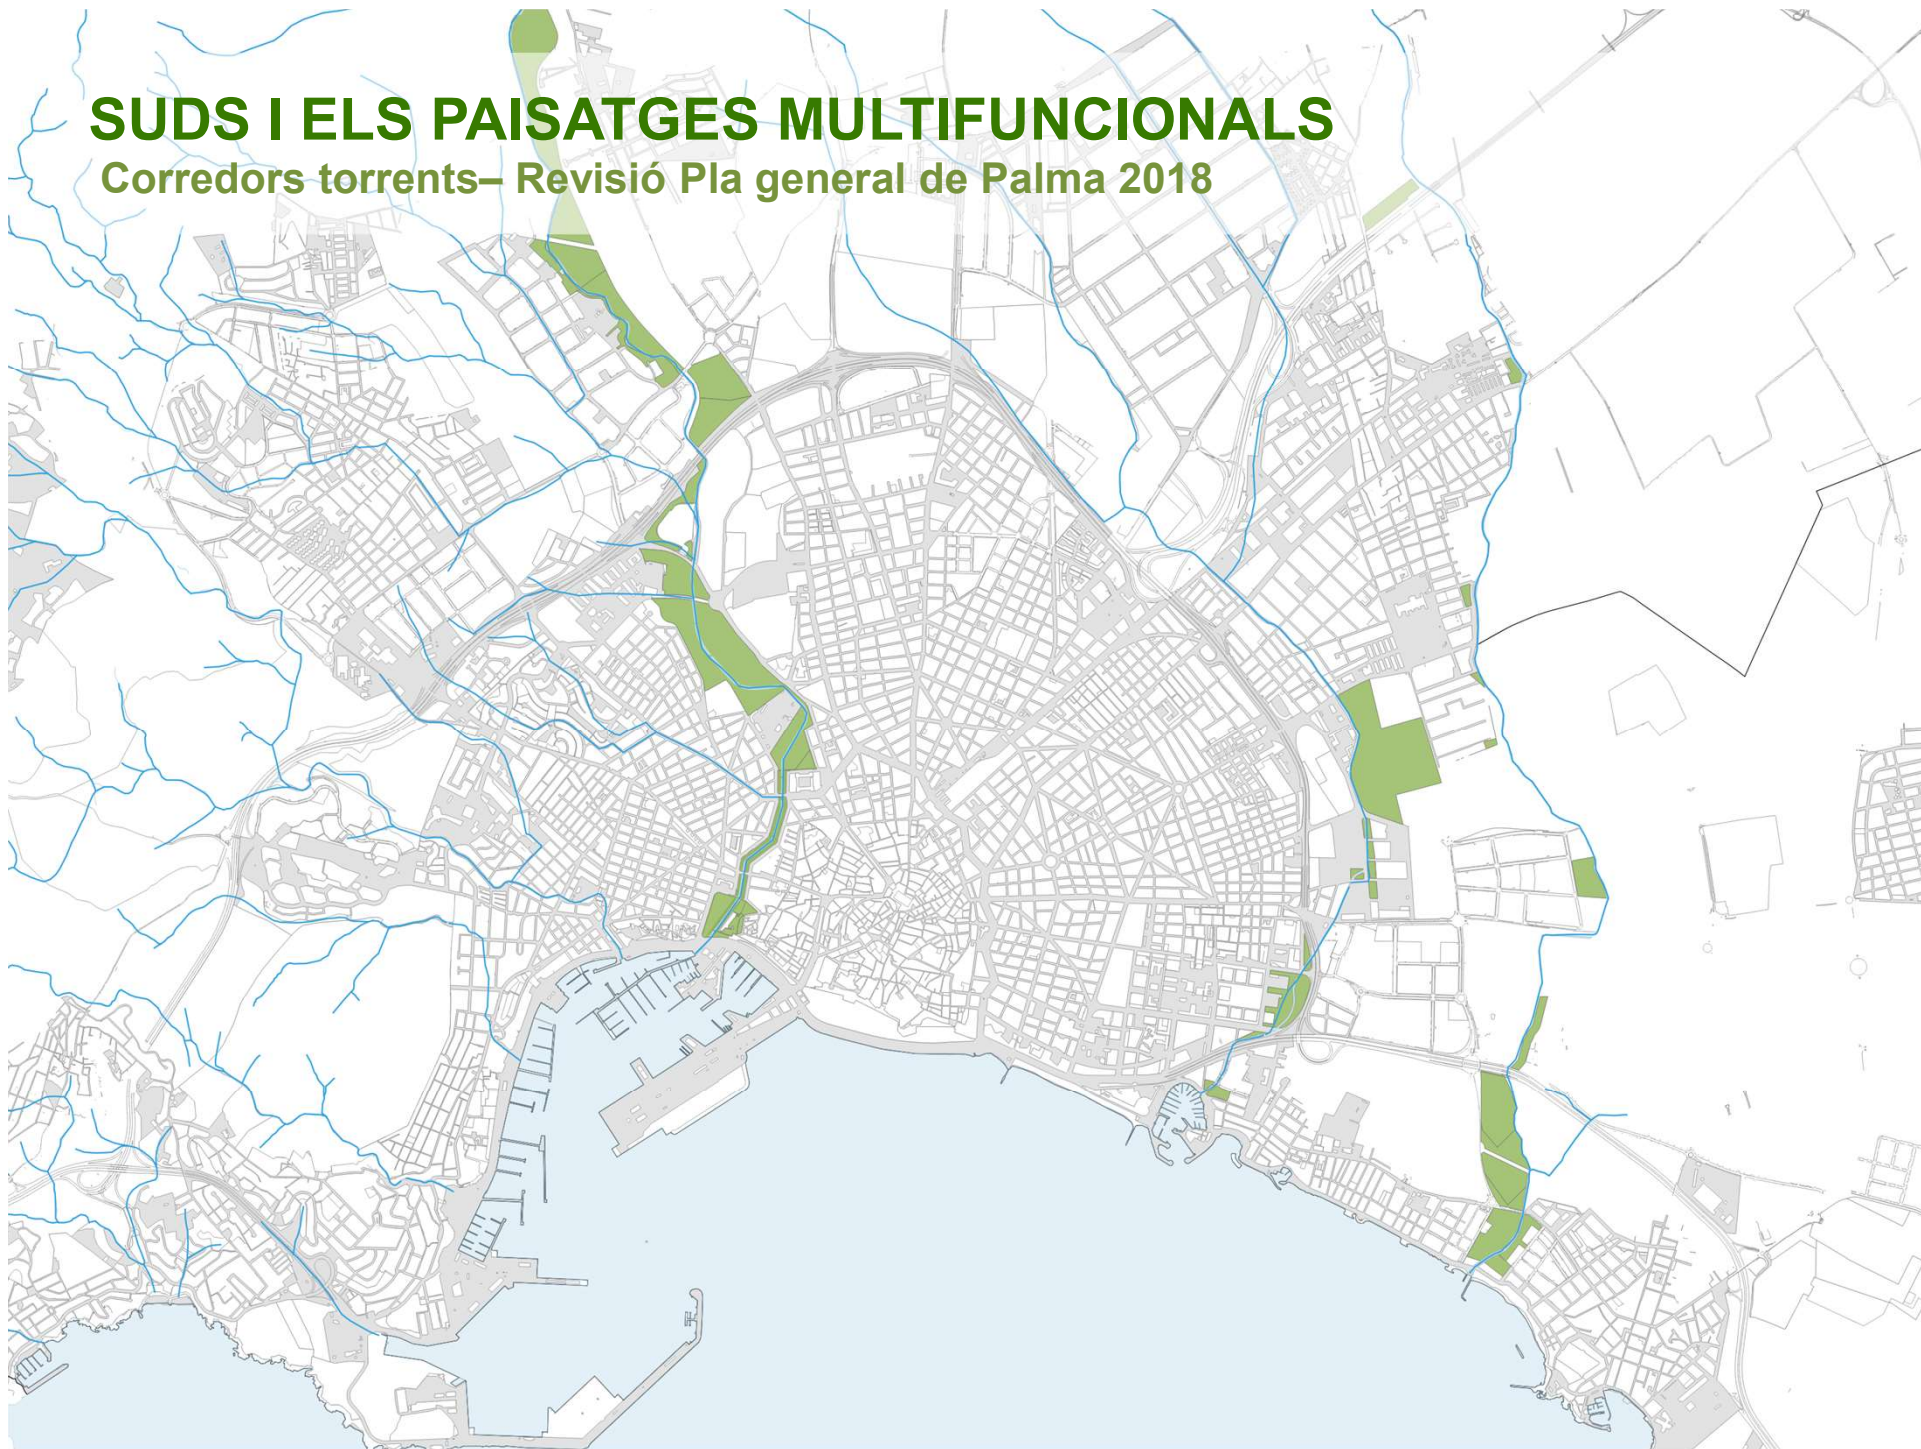 SUDS I ELS PAISATGES MULTIFUNCIONALS
Corredors torrents– Revisió Pla general de Palma 2018